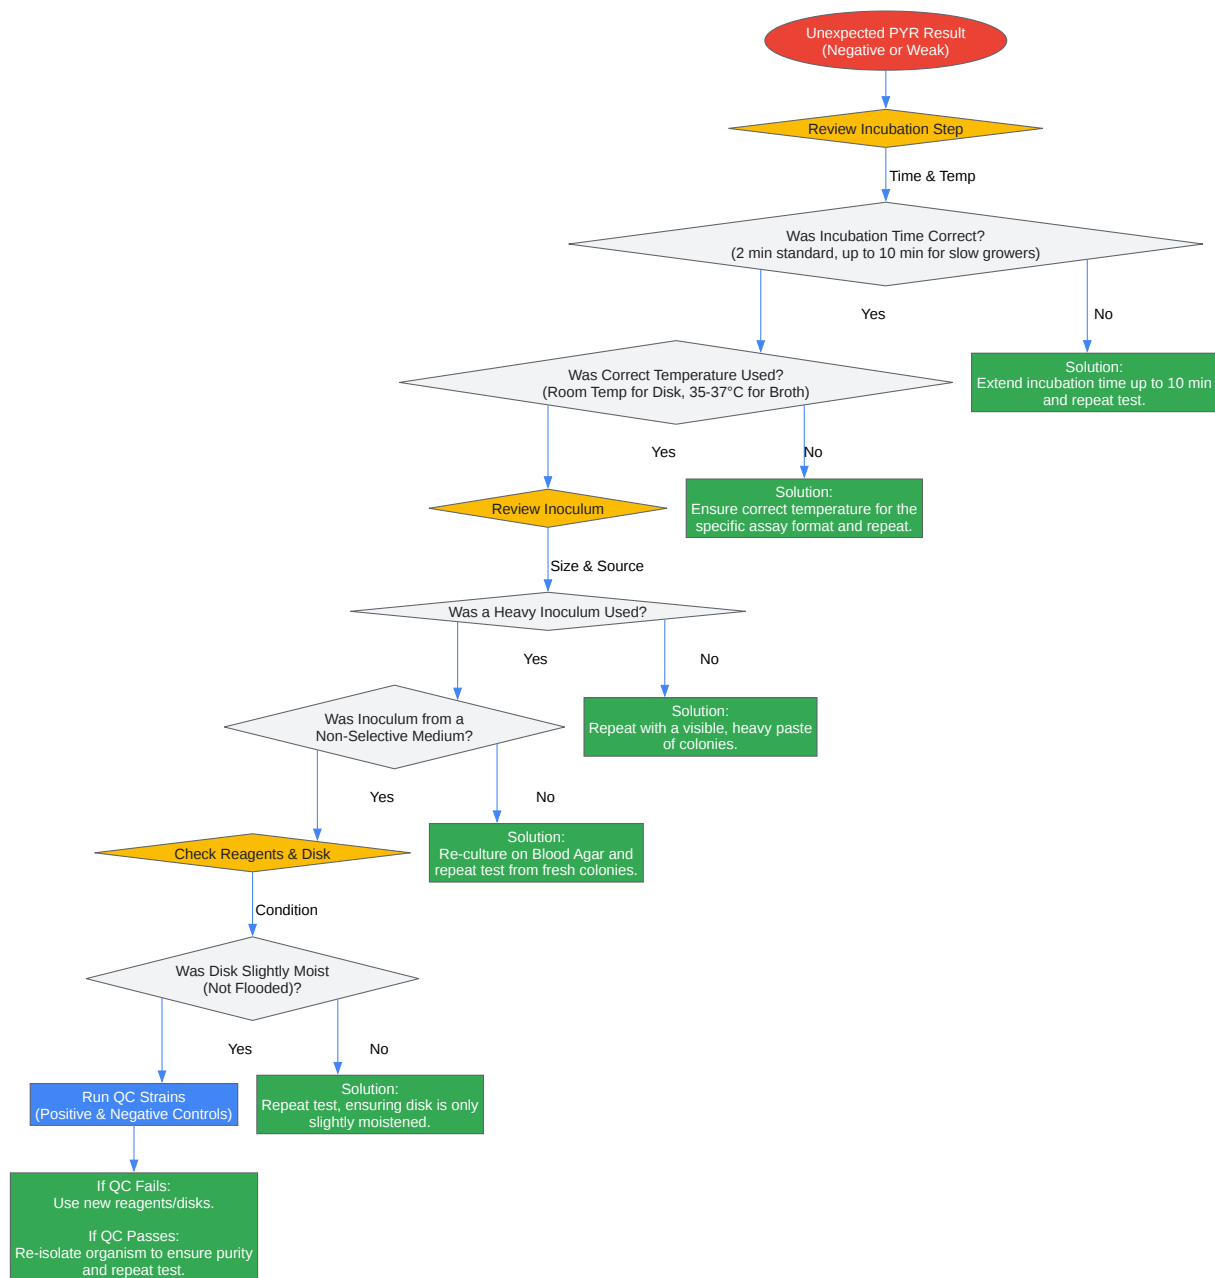 Unexpected PYR Result
(Negative or Weak)
Review Incubation Step
Time & Temp
Was Incubation Time Correct?
(2 min standard, up to 10 min for slow growers)
Yes
No
Was Correct Temperature Used?
(Room Temp for Disk, 35-37°C for Broth)
Solution:
Extend incubation time up to 10 min
and repeat test.
Yes
No
Review Inoculum
Solution:
Ensure correct temperature for the
specific assay format and repeat.
Size & Source
Was a Heavy Inoculum Used?
Yes
No
Was Inoculum from a
Non-Selective Medium?
Solution:
Repeat with a visible, heavy paste
of colonies.
Yes
No
Check Reagents & Disk
Solution:
Re-culture on Blood Agar and
repeat test from fresh colonies.
Condition
Was Disk Slightly Moist
(Not Flooded)?
Yes
No
Run QC Strains
(Positive & Negative Controls)
Solution:
Repeat test, ensuring disk is only
slightly moistened.
If QC Fails:
Use new reagents/disks.
If QC Passes:
Re-isolate organism to ensure purity
and repeat test.